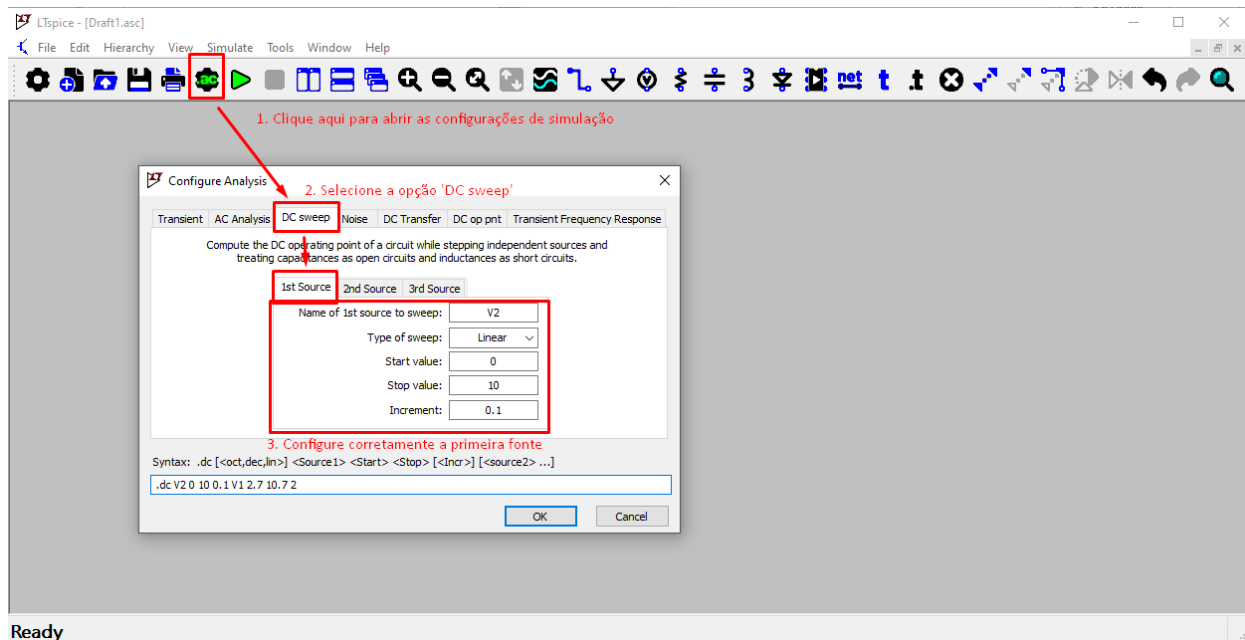 LTspice - [Draft1.asc]
File Edit Hierarchy View Simulate Tools Window Help
.DC
net t .t
1. Clique aqui para abrir as configurações de simulação
Configure Analysis
2. Selecione a opção 'DC sweep'
Transient AC Analysis DC sweep Noise DC Transfer DC op pnt Transient Frequency Response
Compute the DC operating point of a circuit while stepping independent sources and
treating capacitances as open circuits and inductances as short circuits.
1st Source 2nd Source 3rd Source
Name of 1st source to sweep: V2
Type of sweep: Linear
Start value: 0
Stop value: 10
Increment: 0.1
3. Configure corretamente a primeira fonte
Syntax: .dc [<oct,dec,lin>] <Source1> <Start> <Stop> [<Incr>] [<source2> ...]
.dc V2 0 10 0.1 V1 2.7 10.7 2
OK Cancel
Ready